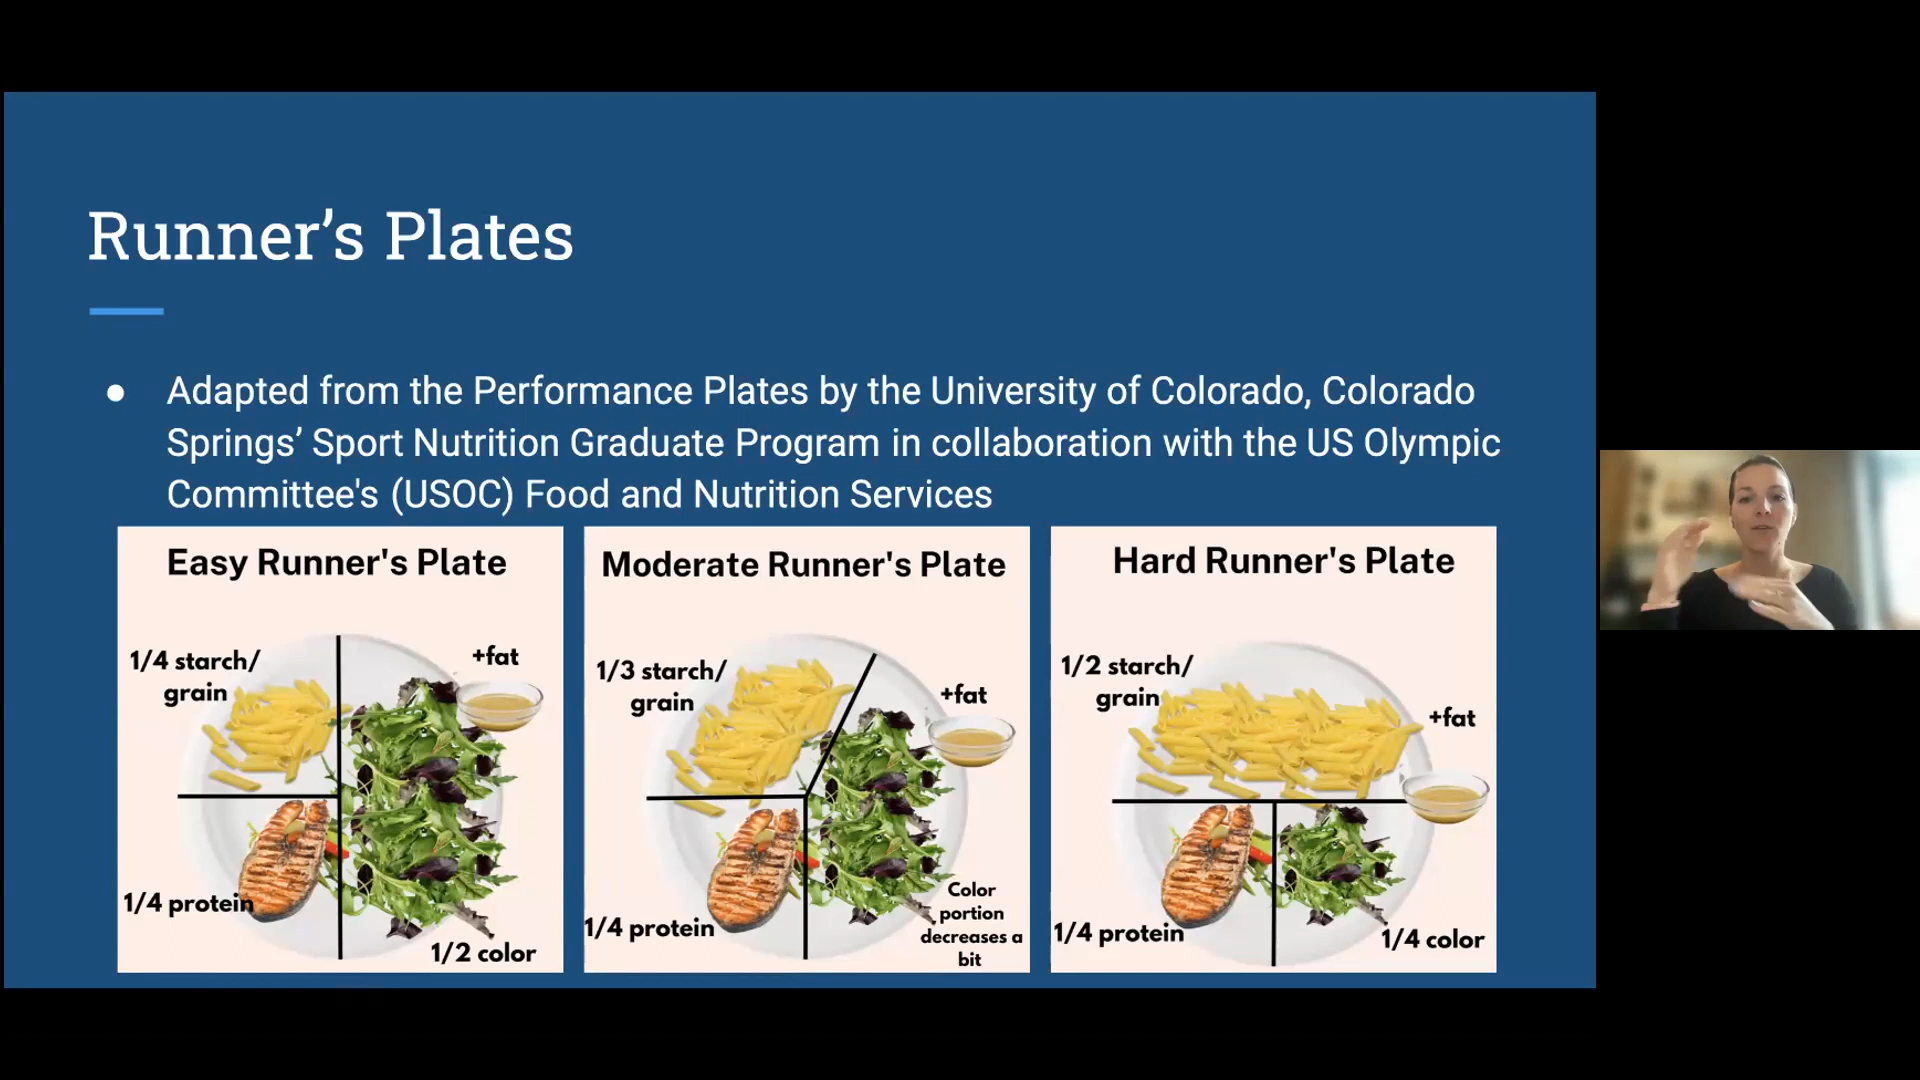 Runner’s Plates
● Adapted from the Performance Plates by the University of Colorado, Colorado
Springs’ Sport Nutrition Graduate Program in collaboration with the US Olympic
Committee's (USOC) Food and Nutrition Services
Easy Runner's Plate
1/4 starch/
grain
+fat
1/4 protein
1/2 color
Moderate Runner's Plate
1/3 starch/
grain
+fat
1/4 protein
Color
portion
decreases a
bit
Hard Runner's Plate
1/2 starch/
grain
+fat
1/4 protein
1/4 color